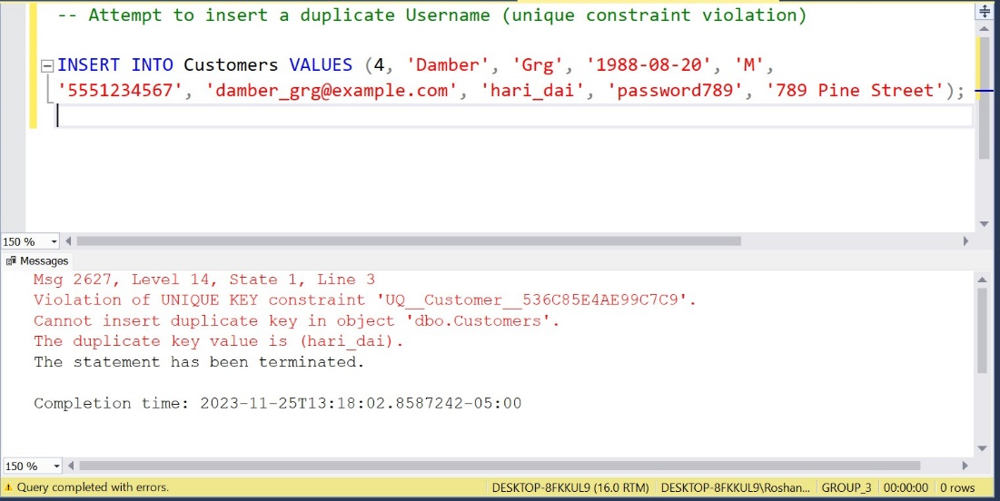 -- Attempt to insert a duplicate Username (unique constraint violation)
INSERT INTO Customers VALUES (4, 'Damber', 'Grg', '1988-08-20', 'M',
'5551234567', 'damber_grg@example.com', 'hari_dai', 'password789', '789 Pine Street');
150 %
Messages
Msg 2627, Level 14, State 1, Line 3
Violation of UNIQUE KEY constraint 'UQ__Customer__536C85E4AE99C7C9'.
Cannot insert duplicate key in object 'dbo.Customers'.
The duplicate key value is (hari_dai).
The statement has been terminated.
Completion time: 2023-11-25T13:18:02.8587242-05:00
150 %
Query completed with errors. DESKTOP-8FKKUL9 (16.0 RTM) DESKTOP-8FKKUL9\Roshan... GROUP_3 00:00:00 0 rows